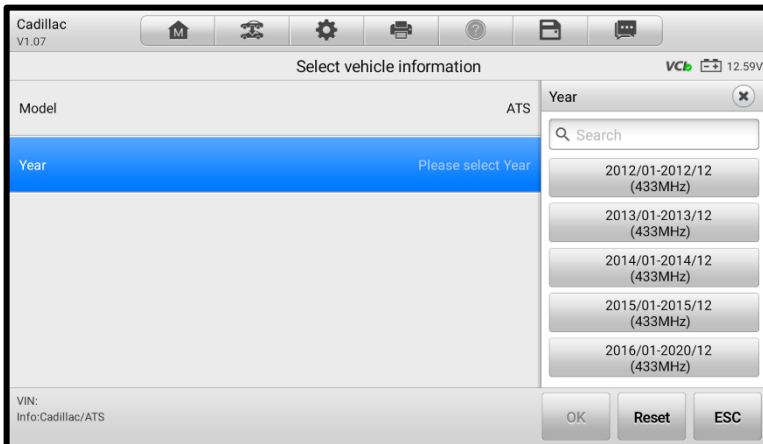 Cadillac
V1.07
M
?
Select vehicle information
VCI
12.59V
Model
ATS
Year
Please select Year
Year
Search
2012/01-2012/12
(433MHz)
2013/01-2013/12
(433MHz)
2014/01-2014/12
(433MHz)
2015/01-2015/12
(433MHz)
2016/01-2020/12
(433MHz)
VIN:
Info:Cadillac/ATS
OK
Reset
ESC